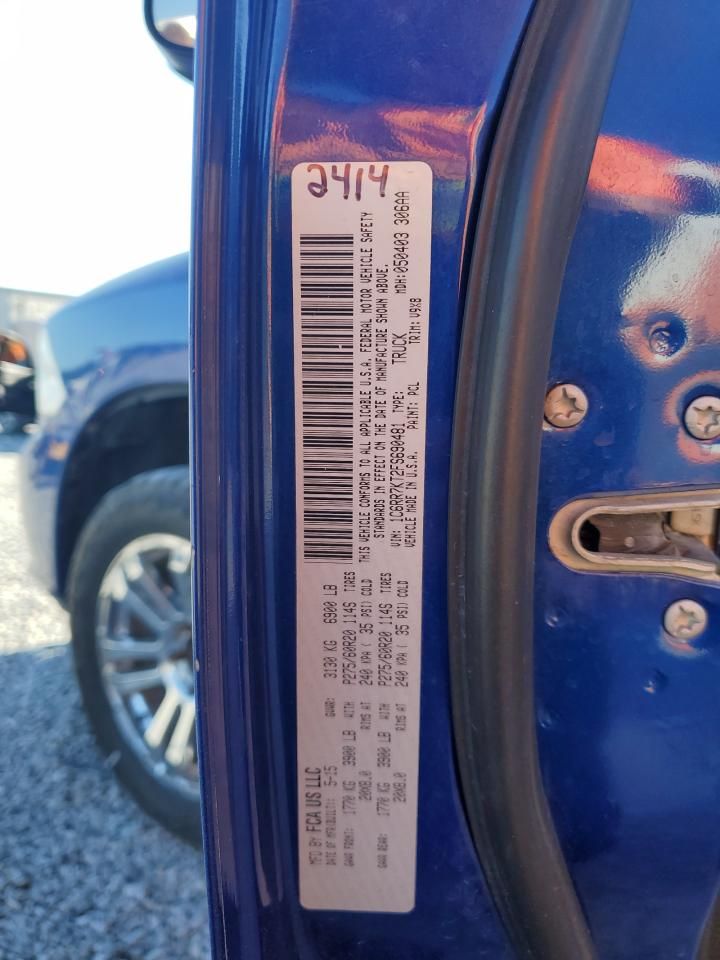 2414
MFD BY FCA US LLC
DATE OF MFR/BUILT: 5-15 GVWR: 3130 KG 6900 LB
GAWR FRONT: 1770 KG 3900 LB WITH P275/60R20 114S TIRES
20X8.0 RIMS AT 240 KPA ( 35 PSI) COLD
GAWR REAR: 1770 KG 3900 LB WITH P275/60R20 114S TIRES
20X8.0 RIMS AT 240 KPA ( 35 PSI) COLD
THIS VEHICLE CONFORMS TO ALL APPLICABLE U.S.A. FEDERAL MOTOR VEHICLE SAFETY
STANDARDS IN EFFECT ON THE DATE OF MANUFACTURE SHOWN ABOVE.
VIN: 1C6RR7KT2FS690481 TYPE: TRUCK MDH:050403 306AA
VEHICLE MADE IN U.S.A. PAINT: PCL TRIM: V9X8